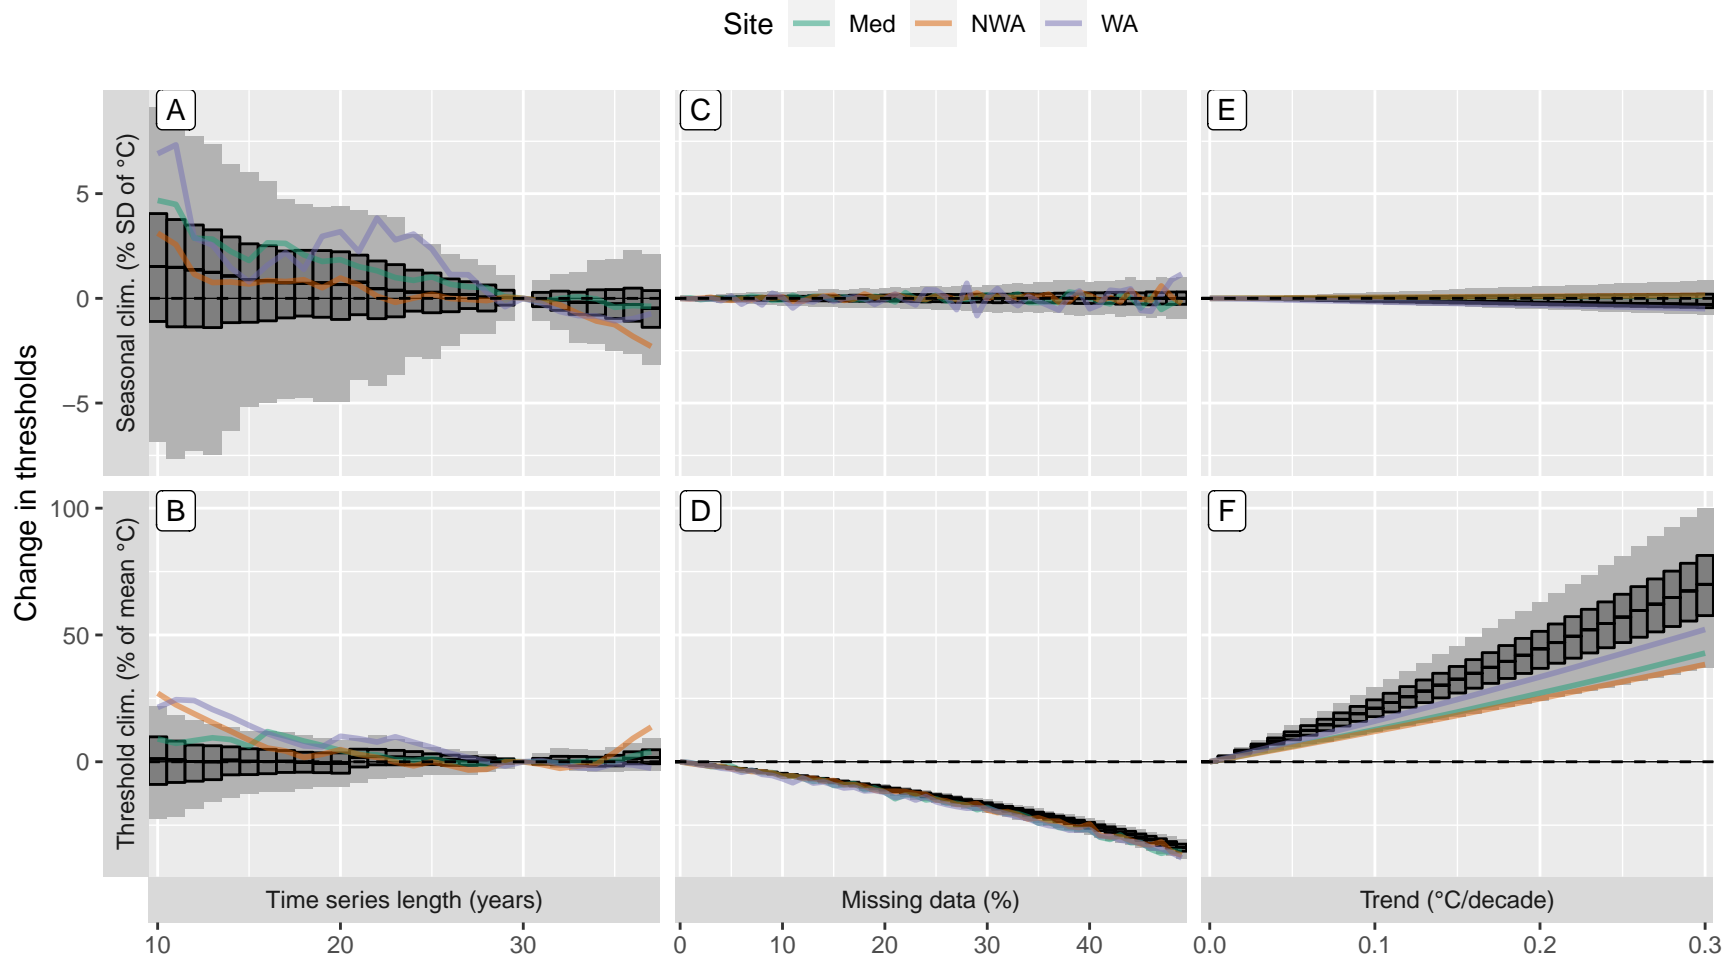 Site Med NWA WA
Change in thresholds
Seasonal clim. (% SD of °C)
Threshold clim. (% of mean °C)
A
C
E
5
0
−5
B
D
F
100
50
0
Time series length (years)
Missing data (%)
Trend (°C/decade)
10 20 30
0 10 20 30 40
0.0 0.1 0.2 0.3